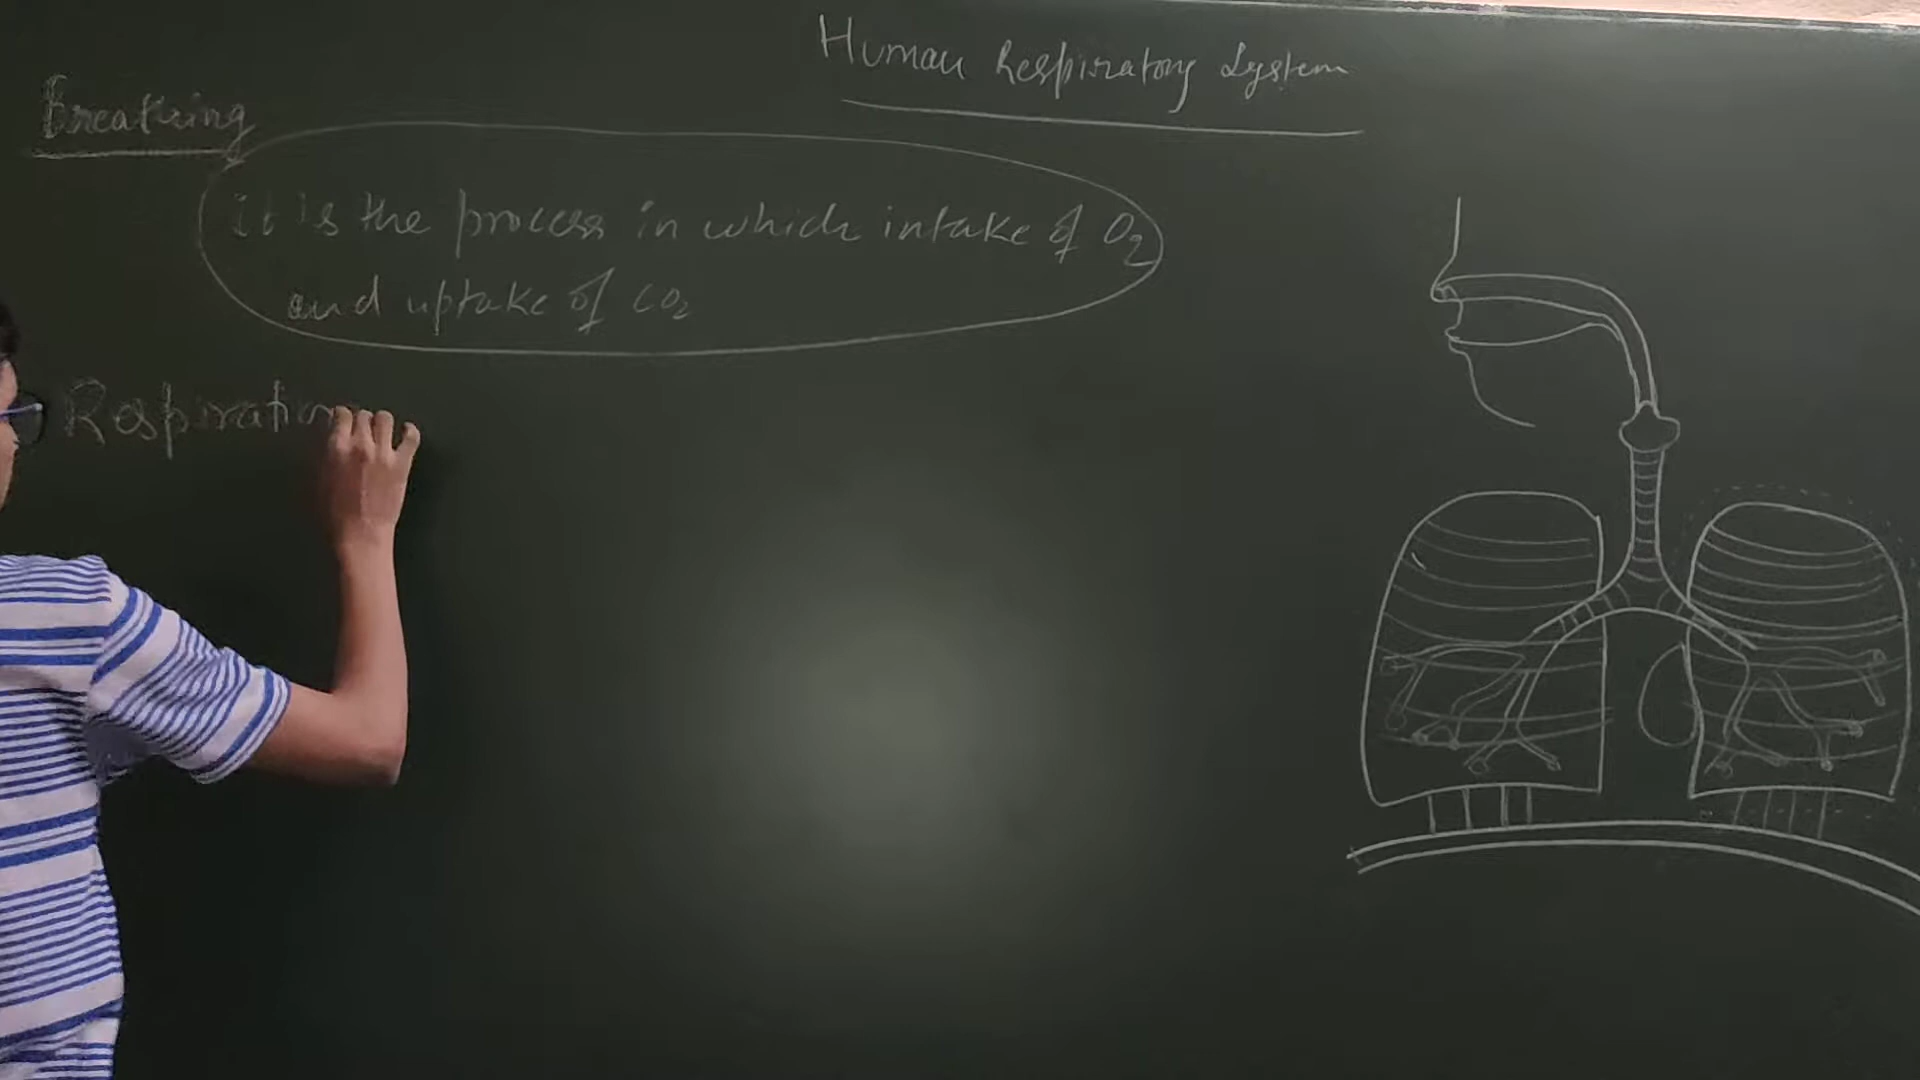 Human Respiratory System
Breathing
it is the process in which intake of O₂
and uptake of CO₂
Respiration